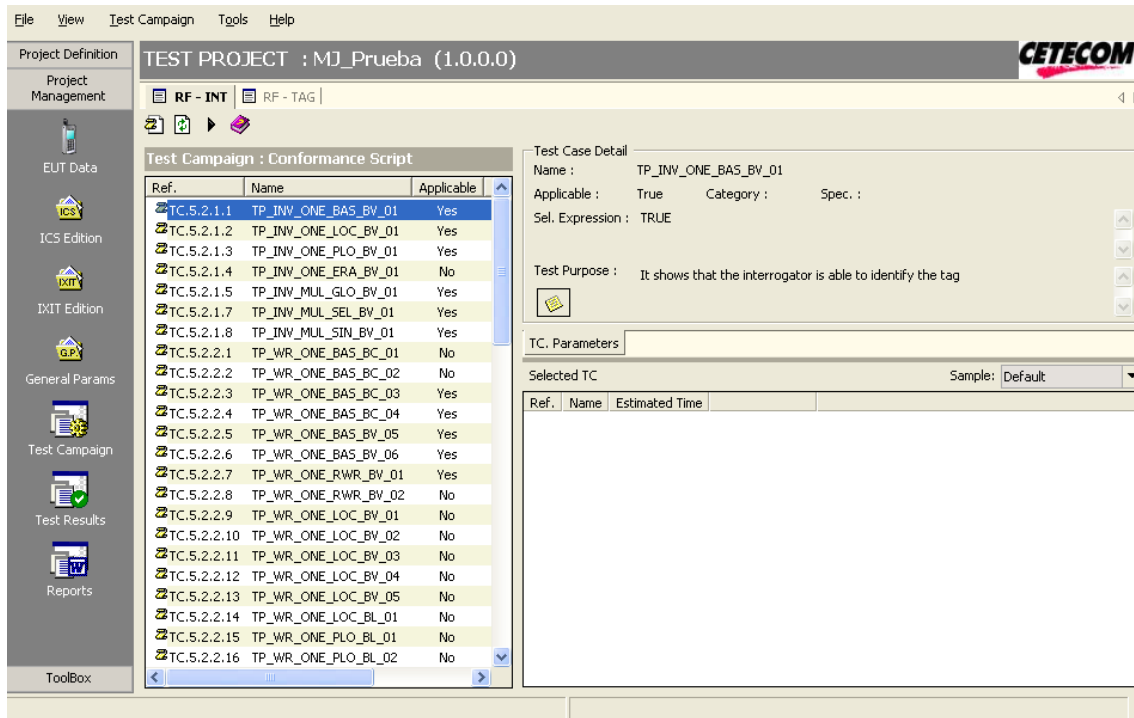 File View Test Campaign Tools Help
Project Definition
Project Management
EUT Data
ICS
ICS Edition
IXIT
IXIT Edition
G.P.
General Params
Test Campaign
Test Results
W
Reports
ToolBox
TEST PROJECT : MJ_Prueba (1.0.0.0)
CETECOM
RF - INT RF - TAG
Test Campaign : Conformance Script
Ref. Name Applicable
TC.5.2.1.1 TP_INV_ONE_BAS_BV_01 Yes
TC.5.2.1.2 TP_INV_ONE_LOC_BV_01 Yes
TC.5.2.1.3 TP_INV_ONE_PLO_BV_01 Yes
TC.5.2.1.4 TP_INV_ONE_ERA_BV_01 No
TC.5.2.1.5 TP_INV_MUL_GLO_BV_01 Yes
TC.5.2.1.7 TP_INV_MUL_SEL_BV_01 Yes
TC.5.2.1.8 TP_INV_MUL_SIN_BV_01 Yes
TC.5.2.2.1 TP_WR_ONE_BAS_BC_01 No
TC.5.2.2.2 TP_WR_ONE_BAS_BC_02 No
TC.5.2.2.3 TP_WR_ONE_BAS_BC_03 Yes
TC.5.2.2.4 TP_WR_ONE_BAS_BC_04 Yes
TC.5.2.2.5 TP_WR_ONE_BAS_BV_05 Yes
TC.5.2.2.6 TP_WR_ONE_BAS_BV_06 Yes
TC.5.2.2.7 TP_WR_ONE_RWR_BV_01 Yes
TC.5.2.2.8 TP_WR_ONE_RWR_BV_02 No
TC.5.2.2.9 TP_WR_ONE_LOC_BV_01 No
TC.5.2.2.10 TP_WR_ONE_LOC_BV_02 No
TC.5.2.2.11 TP_WR_ONE_LOC_BV_03 No
TC.5.2.2.12 TP_WR_ONE_LOC_BV_04 No
TC.5.2.2.13 TP_WR_ONE_LOC_BV_05 No
TC.5.2.2.14 TP_WR_ONE_LOC_BL_01 No
TC.5.2.2.15 TP_WR_ONE_PLO_BL_01 No
TC.5.2.2.16 TP_WR_ONE_PLO_BL_02 No
Test Case Detail
Name : TP_INV_ONE_BAS_BV_01
Applicable : True Category : Spec. :
Sel. Expression : TRUE
Test Purpose : It shows that the interrogator is able to identify the tag
TC. Parameters
Selected TC Sample: Default
Ref. Name Estimated Time